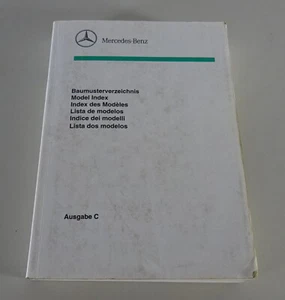 Mercedes-Benz
Baumusterverzeichnis
Model Index
Index des Modèles
Lista de modelos
Indice dei modelli
Lista dos modelos
Ausgabe C